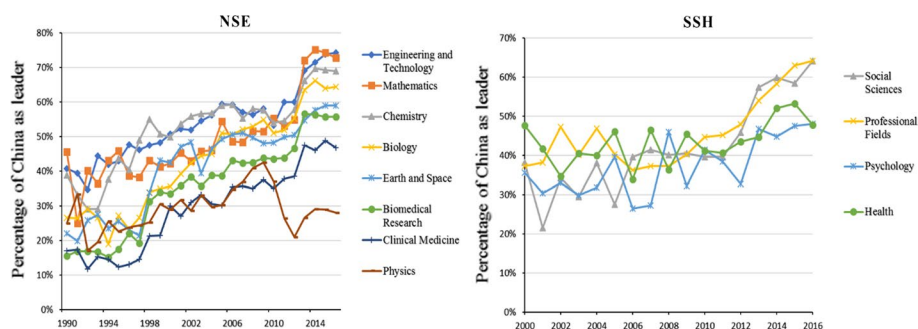 NSE
Percentage of China as leader
80%
70%
60%
50%
40%
30%
20%
10%
0%
1990 1994 1998 2002 2006 2010 2014
Engineering and
Technology
Mathematics
Chemistry
Biology
Earth and Space
Biomedical
Research
Clinical Medicine
Physics
SSH
Percentage of China as leader
70%
60%
50%
40%
30%
20%
10%
0%
2000 2002 2004 2006 2008 2010 2012 2014 2016
Social
Sciences
Professional
Fields
Psychology
Health